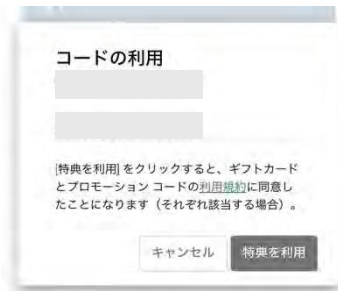 コードの利用
[特典を利用] をクリックすると、ギフトカード
とプロモーション コードの利用規約に同意し
たことになります（それぞれ該当する場合）。
キャンセル
特典を利用